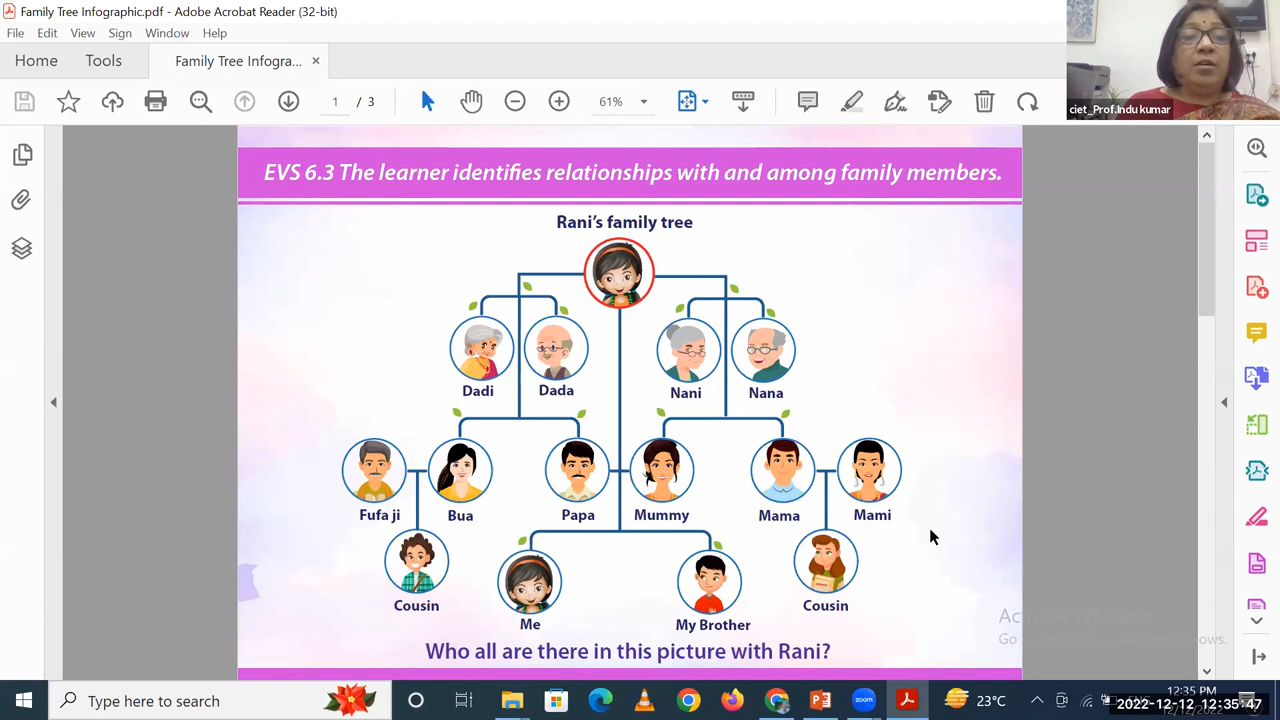 Family Tree Infographic.pdf - Adobe Acrobat Reader (32-bit)
File Edit View Sign Window Help
Home Tools Family Tree Infogra... ×
1 / 3 61%
ciet_Prof.Indu kumar
EVS 6.3 The learner identifies relationships with and among family members.
Rani's family tree
Dadi Dada Nani Nana
Fufa ji Bua Papa Mummy Mama Mami
Cousin Cousin
Me My Brother
Who all are there in this picture with Rani?
Type here to search
zoom
23°C
12:35 PM
2022-12-12 12:35:47